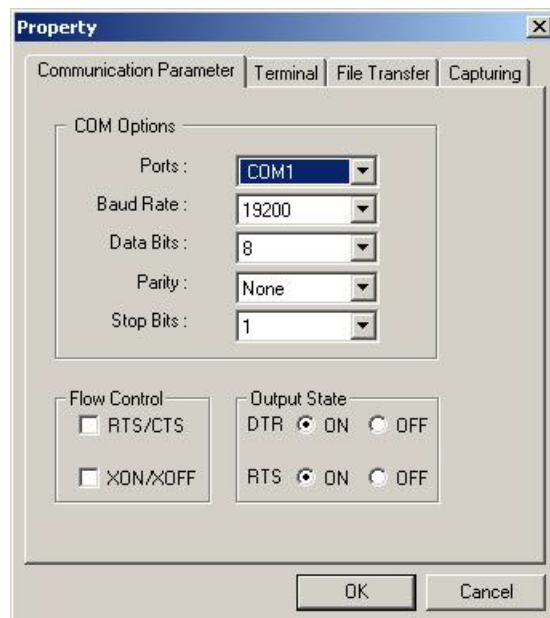 Property
Communication Parameter Terminal File Transfer Capturing
COM Options
Ports : COM1
Baud Rate : 19200
Data Bits : 8
Parity : None
Stop Bits : 1
Flow Control Output State
RTS/CTS DTR ON OFF
XON/XOFF RTS ON OFF
OK Cancel